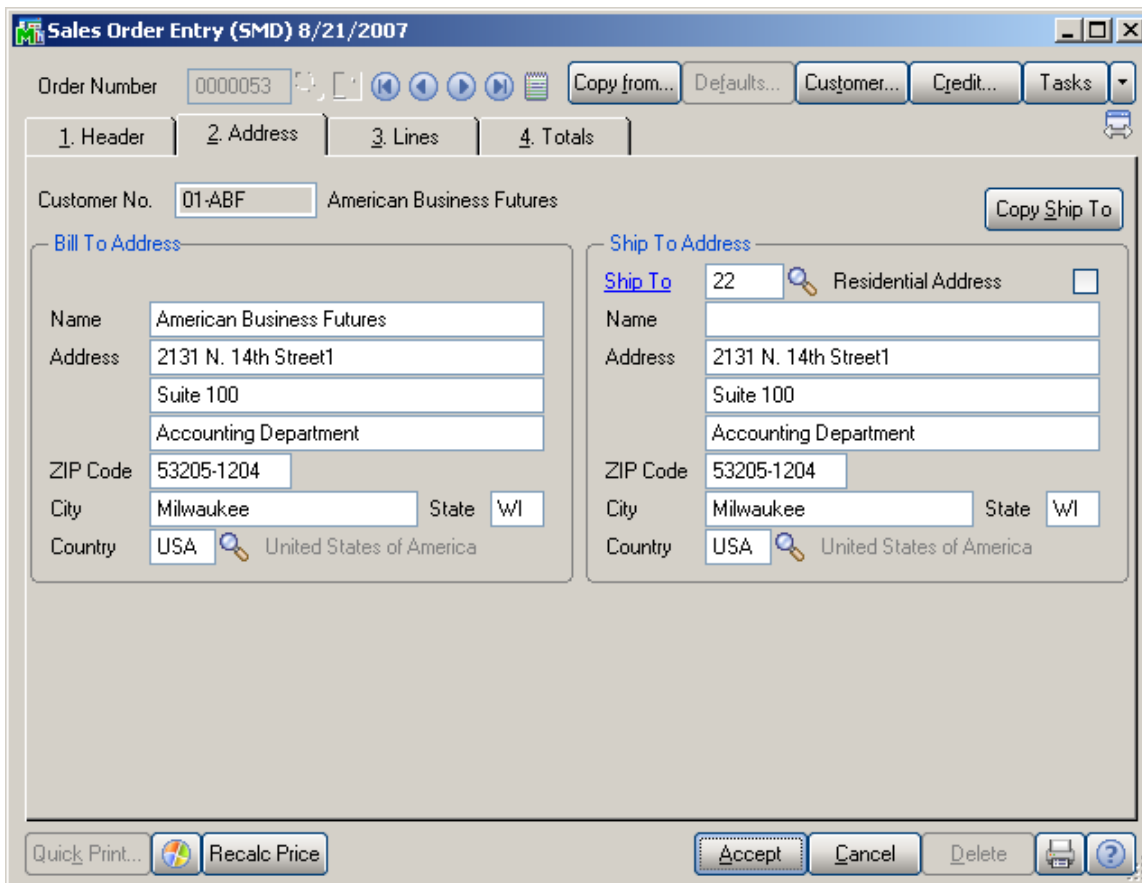 Sales Order Entry (SMD) 8/21/2007
Order Number 0000053 Copy from... Defaults... Customer... Credit... Tasks
1. Header 2. Address 3. Lines 4. Totals
Customer No. 01-ABF American Business Futures
Copy Ship To
Bill To Address
Name American Business Futures
Address 2131 N. 14th Street1
Suite 100
Accounting Department
ZIP Code 53205-1204
City Milwaukee State WI
Country USA United States of America
Ship To Address
Ship To 22 Residential Address
Name
Address 2131 N. 14th Street1
Suite 100
Accounting Department
ZIP Code 53205-1204
City Milwaukee State WI
Country USA United States of America
Quick Print... Recalc Price Accept Cancel Delete